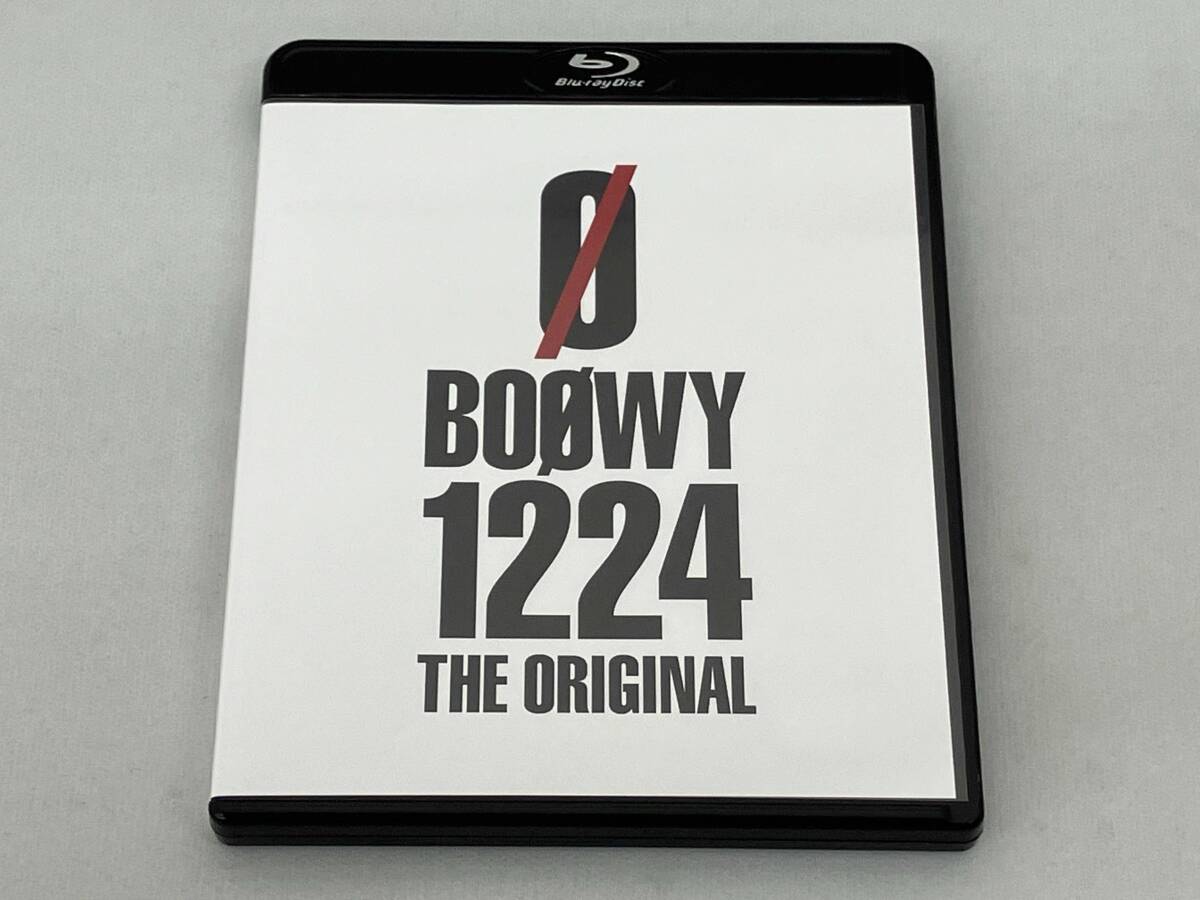 Blu-ray Disc
Ø
BOØWY
1224
THE ORIGINAL